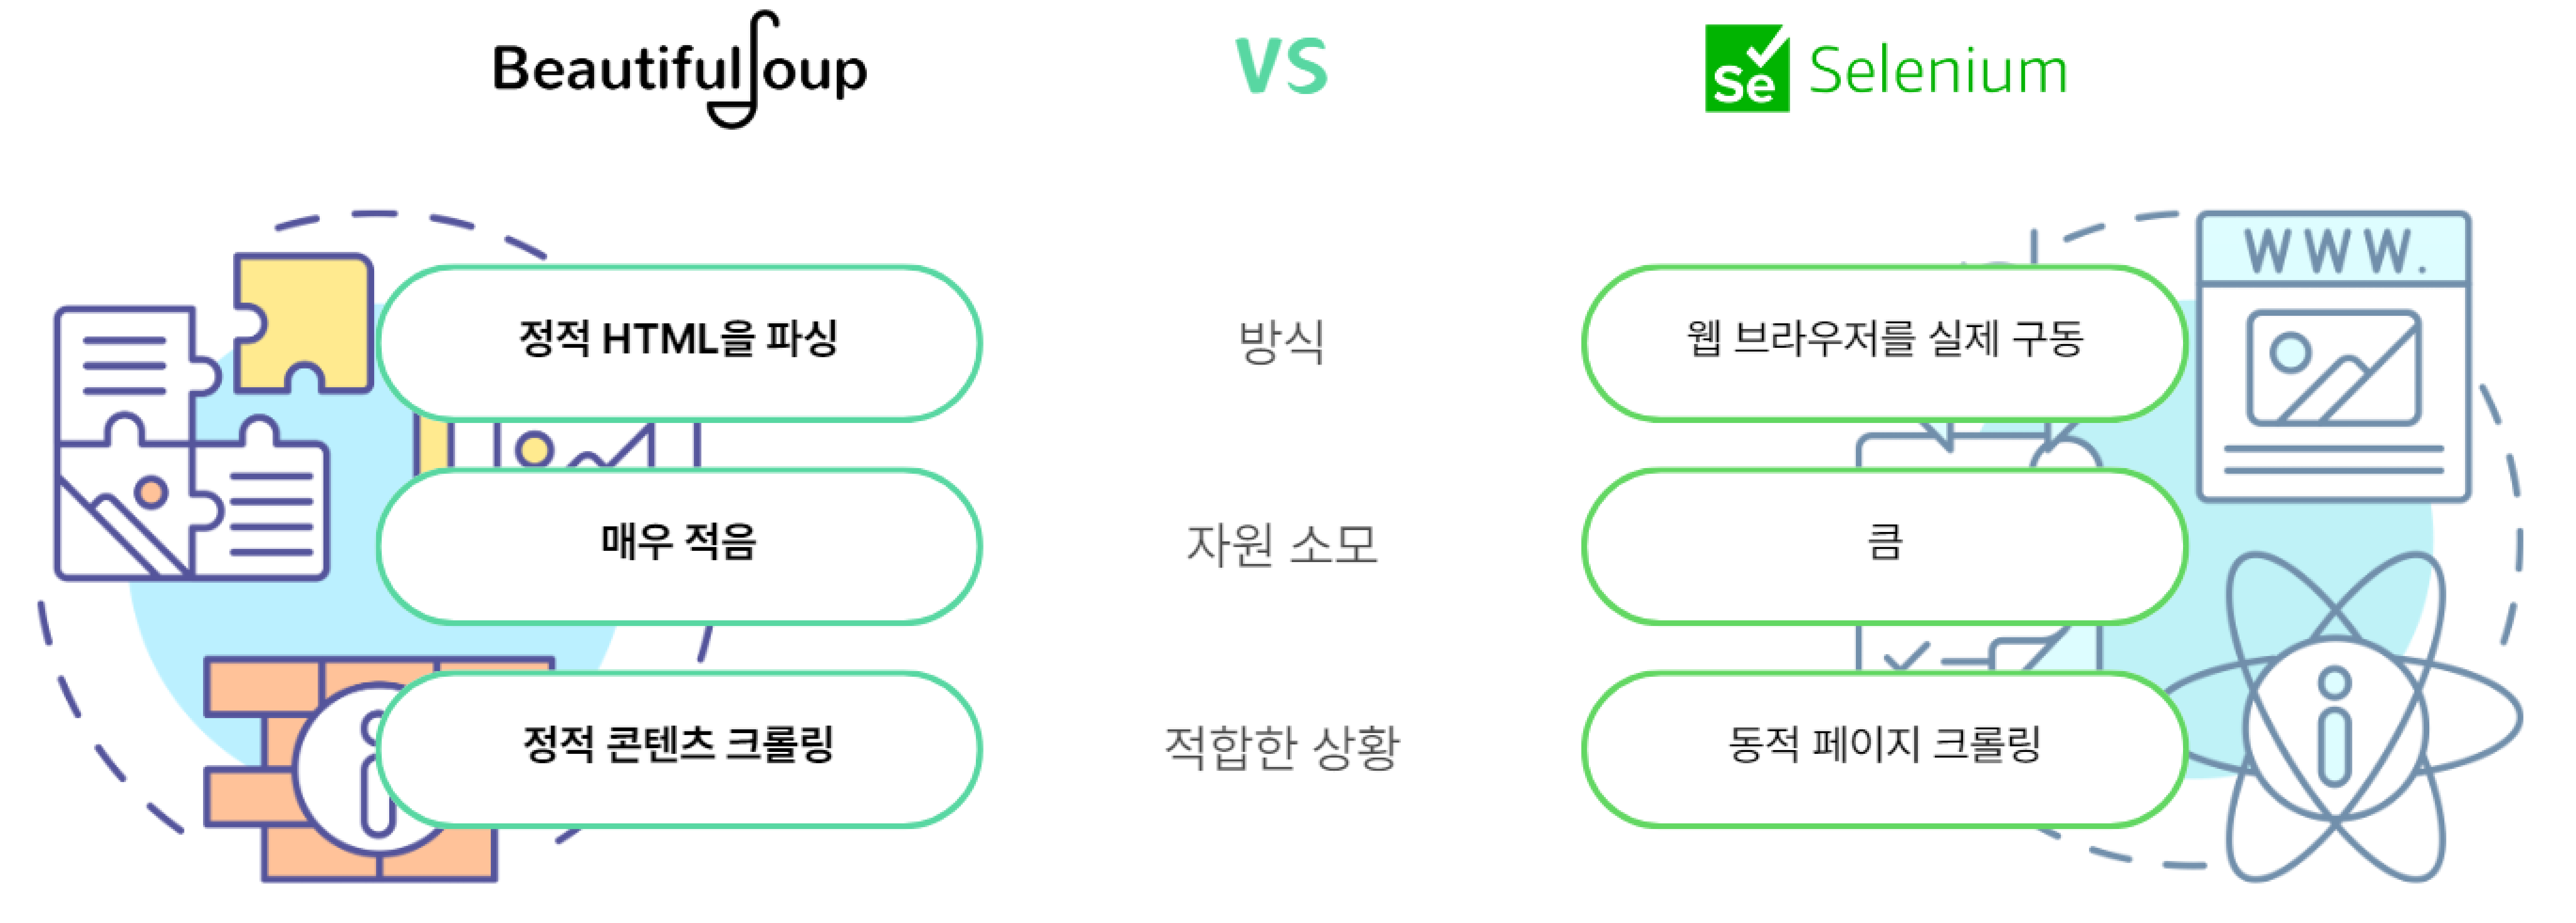 BeautifulSoup
VS
Se Selenium
WWW.
정적 HTML을 파싱
방식
웹 브라우저를 실제 구동
매우 적음
자원 소모
큼
정적 콘텐츠 크롤링
적합한 상황
동적 페이지 크롤링
i
i